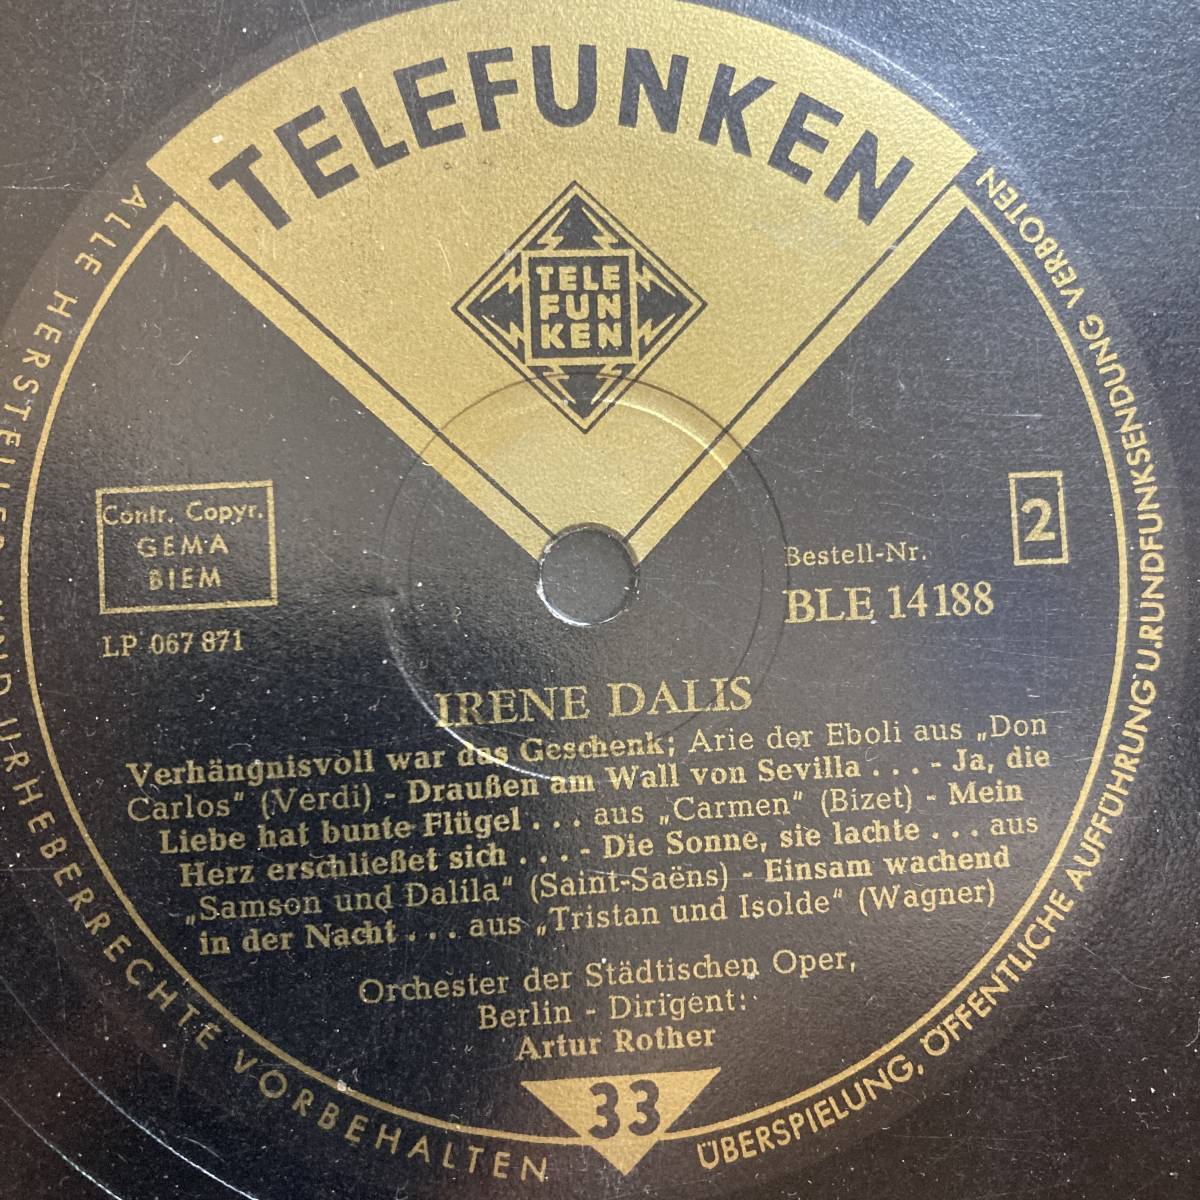 TELEFUNKEN
TELE
FUN
KEN
Contr. Copyr.
GEMA
BIEM
LP 067 871
2
Bestell-Nr.
BLE 14188
IRENE DALIS
Verhängnisvoll war das Geschenk; Arie der Eboli aus „Don
Carlos“ (Verdi) - Draußen am Wall von Sevilla . . . - Ja, die
Liebe hat bunte Flügel . . . aus „Carmen“ (Bizet) - Mein
Herz erschließet sich . . . - Die Sonne, sie lachte . . . aus
„Samson und Dalila“ (Saint-Saëns) - Einsam wachend
in der Nacht . . . aus „Tristan und Isolde“ (Wagner)
Orchester der Städtischen Oper,
Berlin - Dirigent:
Artur Rother
33
ALLE HERSTELLER- UND URHEBERRECHTE VORBEHALTEN
ÜBERSPIELUNG, ÖFFENTLICHE AUFFÜHRUNG U. RUNDFUNKSENDUNG VERBOTEN